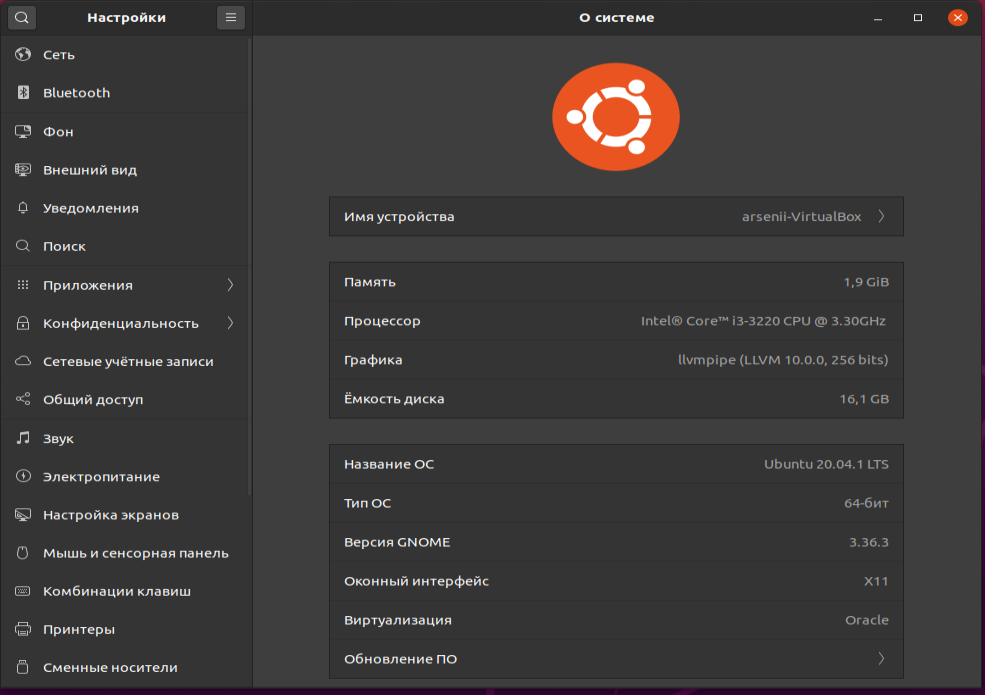 Настройки
О системе
Сеть
Bluetooth
Фон
Внешний вид
Уведомления
Поиск
Приложения
Конфиденциальность
Сетевые учётные записи
Общий доступ
Звук
Электропитание
Настройка экранов
Мышь и сенсорная панель
Комбинации клавиш
Принтеры
Сменные носители
Имя устройства arsenii-VirtualBox
Память 1,9 GiB
Процессор Intel® Core™ i3-3220 CPU @ 3.30GHz
Графика llvmpipe (LLVM 10.0.0, 256 bits)
Ёмкость диска 16,1 GB
Название ОС Ubuntu 20.04.1 LTS
Тип ОС 64-бит
Версия GNOME 3.36.3
Оконный интерфейс X11
Виртуализация Oracle
Обновление ПО